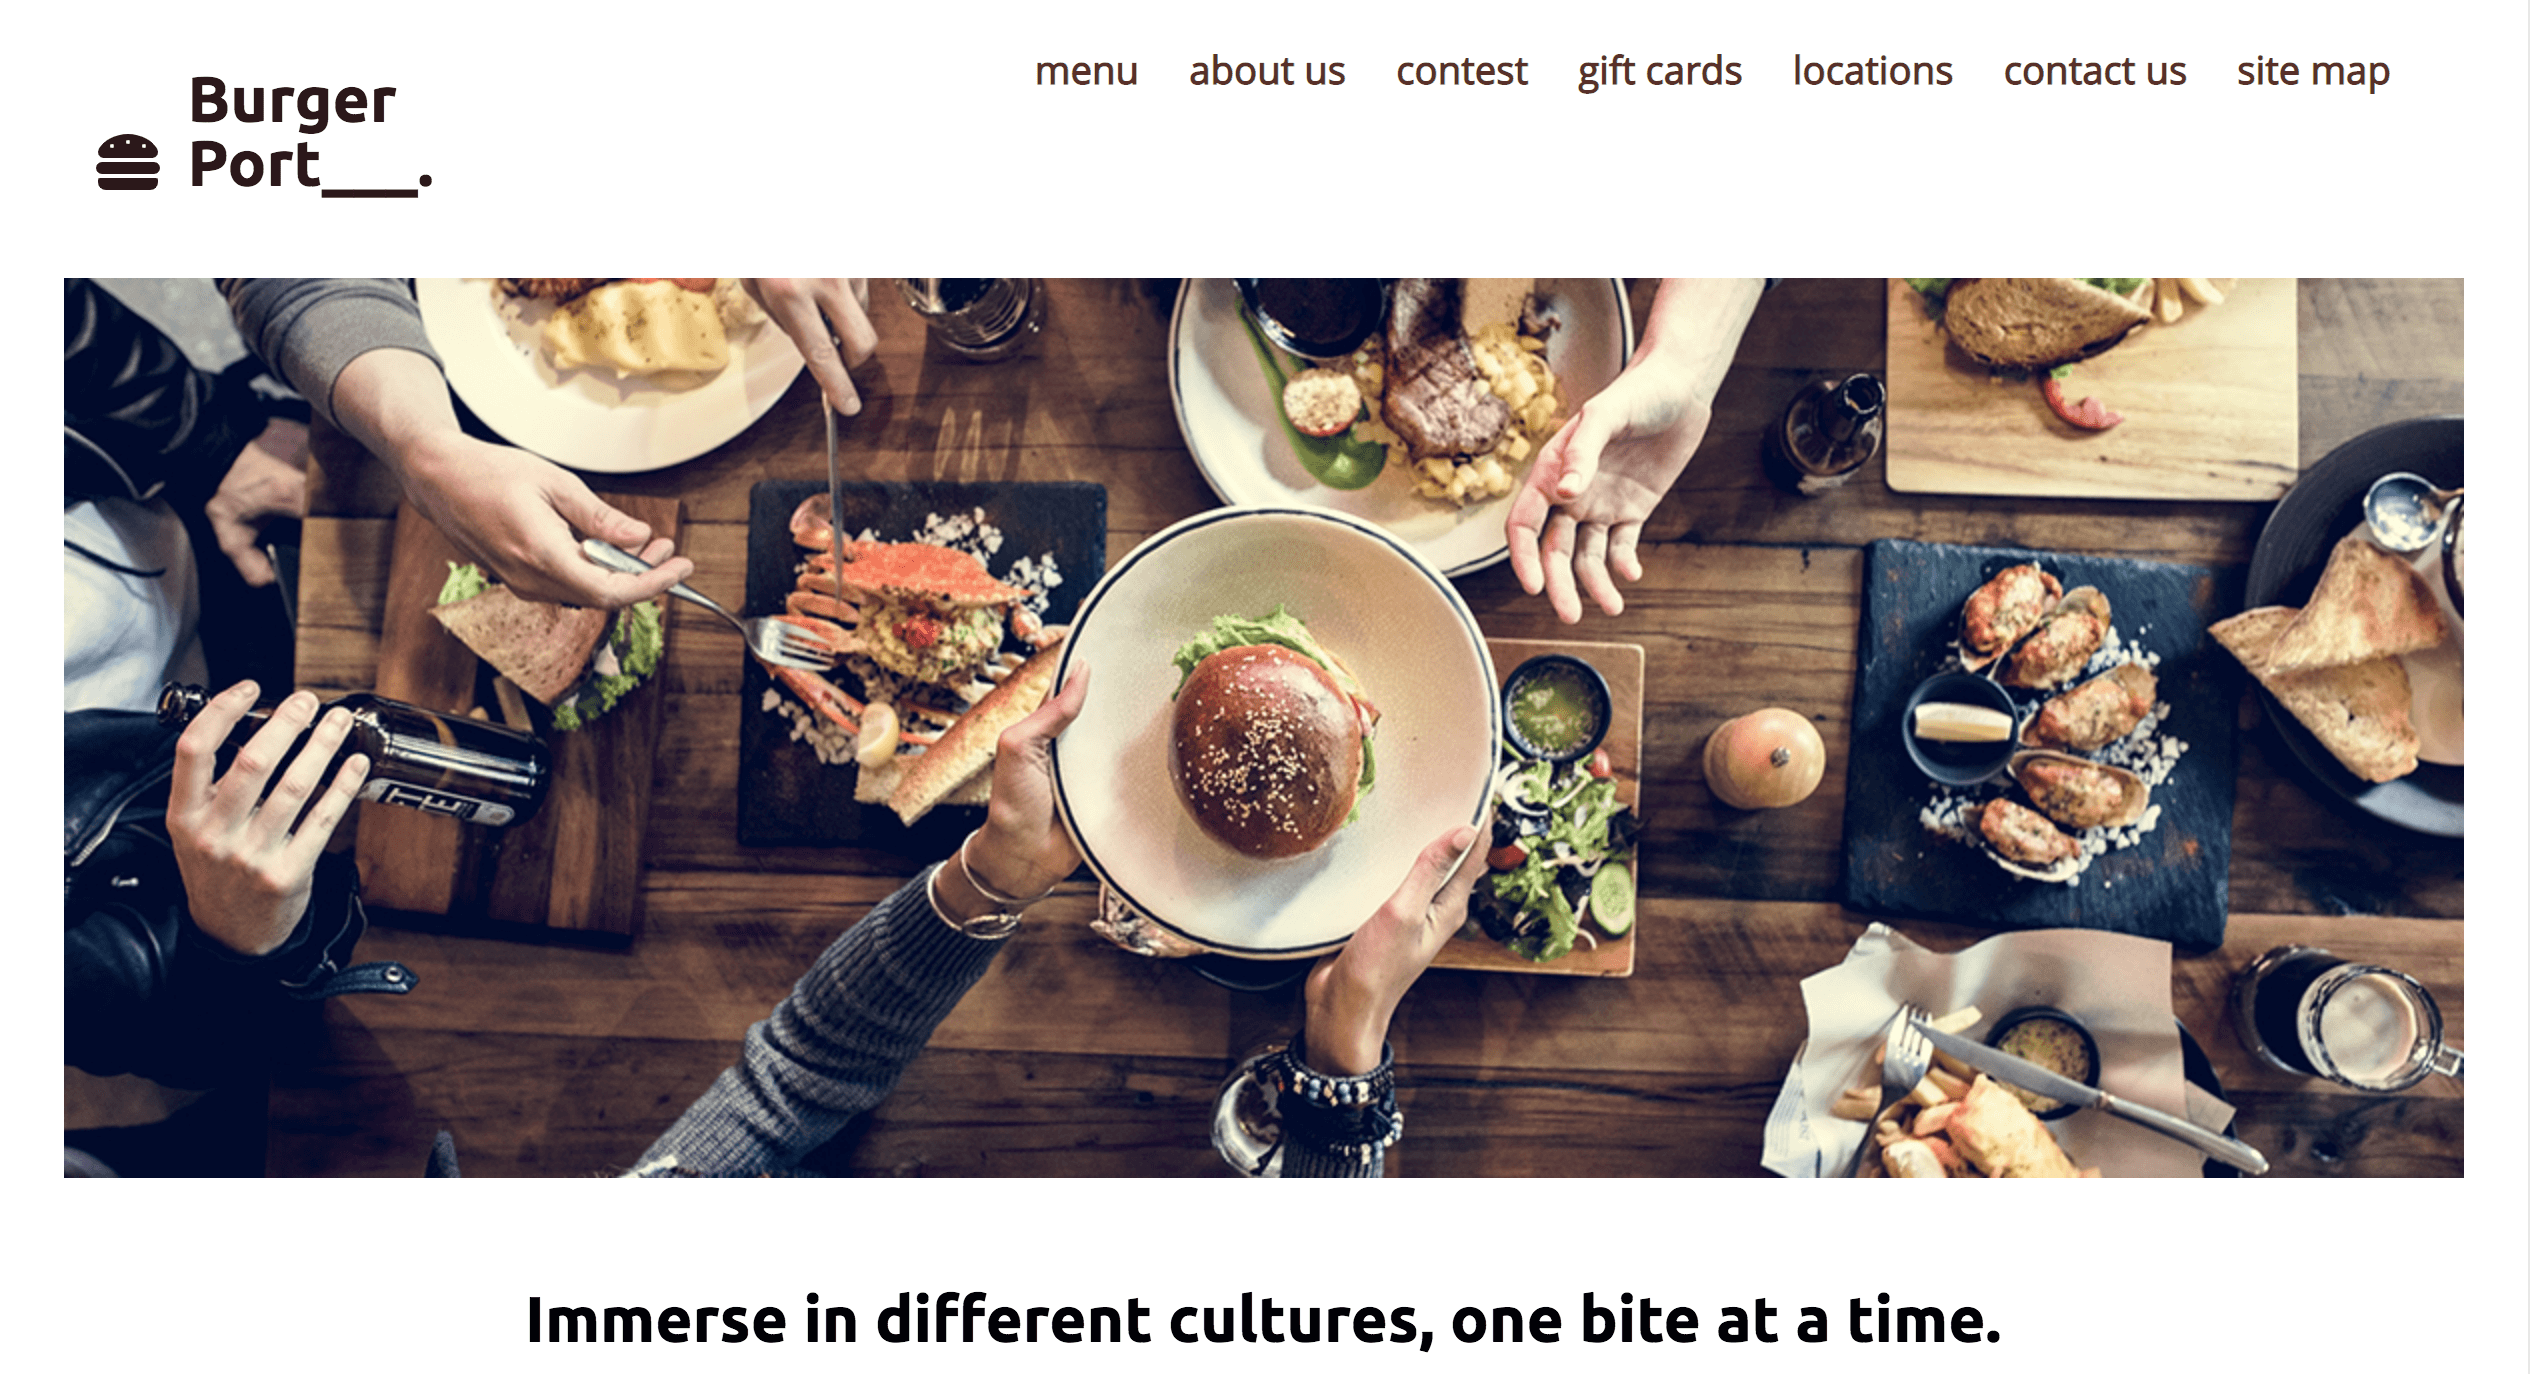 Burger
Port___.
menu about us contest gift cards locations contact us site map
Immerse in different cultures, one bite at a time.